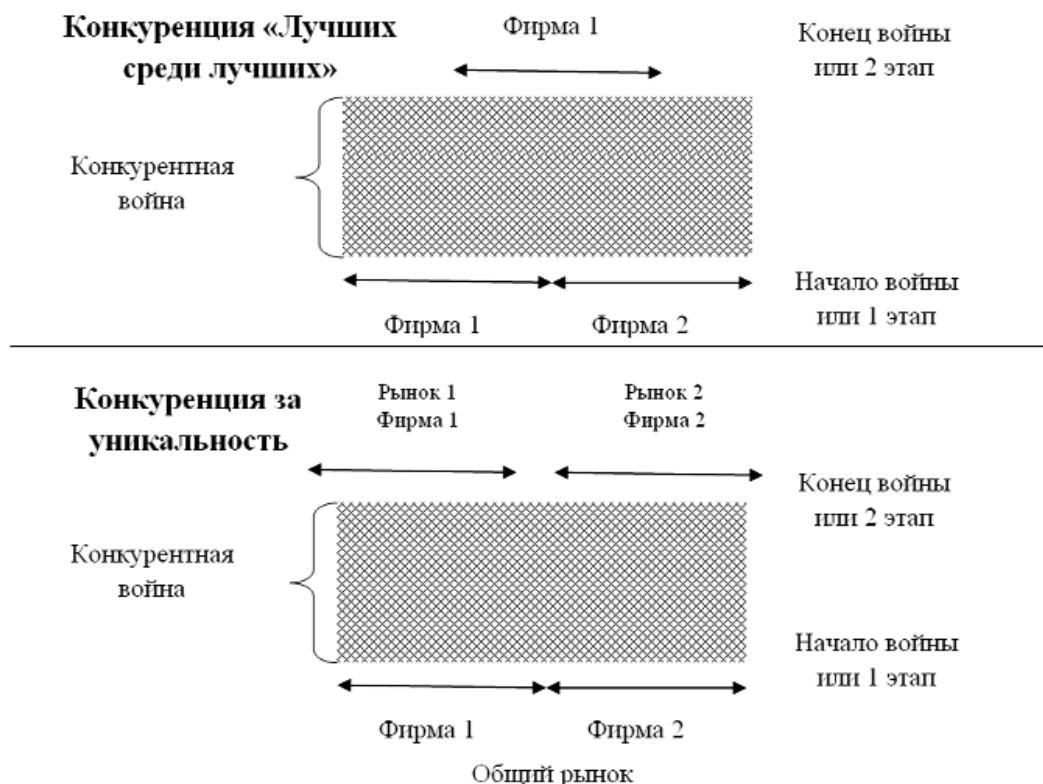 Конкуренция «Лучших
среди лучших»
Фирма 1
Конец войны
или 2 этап
Конкурентная
война
Начало войны
или 1 этап
Фирма 1
Фирма 2
Конкуренция за
уникальность
Рынок 1
Фирма 1
Рынок 2
Фирма 2
Конец войны
или 2 этап
Конкурентная
война
Начало войны
или 1 этап
Фирма 1
Фирма 2
Общий рынок